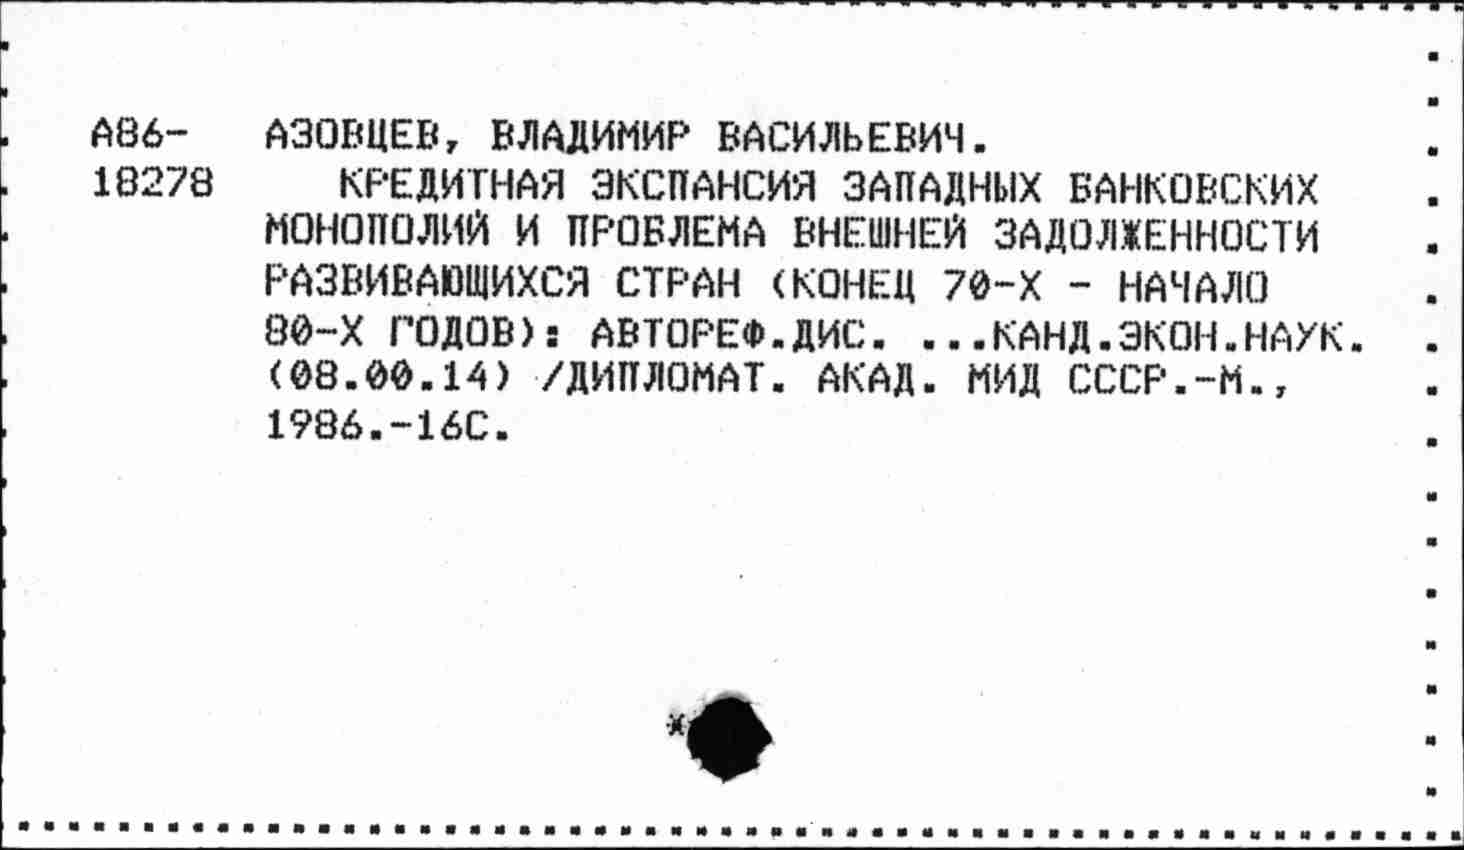 А86- АЗОВЦЕВ, ВЛАДИМИР ВАСИЛЬЕВИЧ.
18278 КРЕДИТНАЯ ЭКСПАНСИЯ ЗАПАДНЫХ БАНКОВСКИХ
МОНОПОЛИЙ И ПРОБЛЕМА ВНЕШНЕЙ ЗАДОЛЖЕННОСТИ
РАЗВИВАЮЩИХСЯ СТРАН (КОНЕЦ 70-Х - НАЧАЛО
80-Х ГОДОВ): АВТОРЕФ.ДИС. ...КАНД.ЭКОН.НАУК.
(08.00.14) /ДИПЛОМАТ. АКАД. МИД СССР.-М.,
1986.-16С.
*